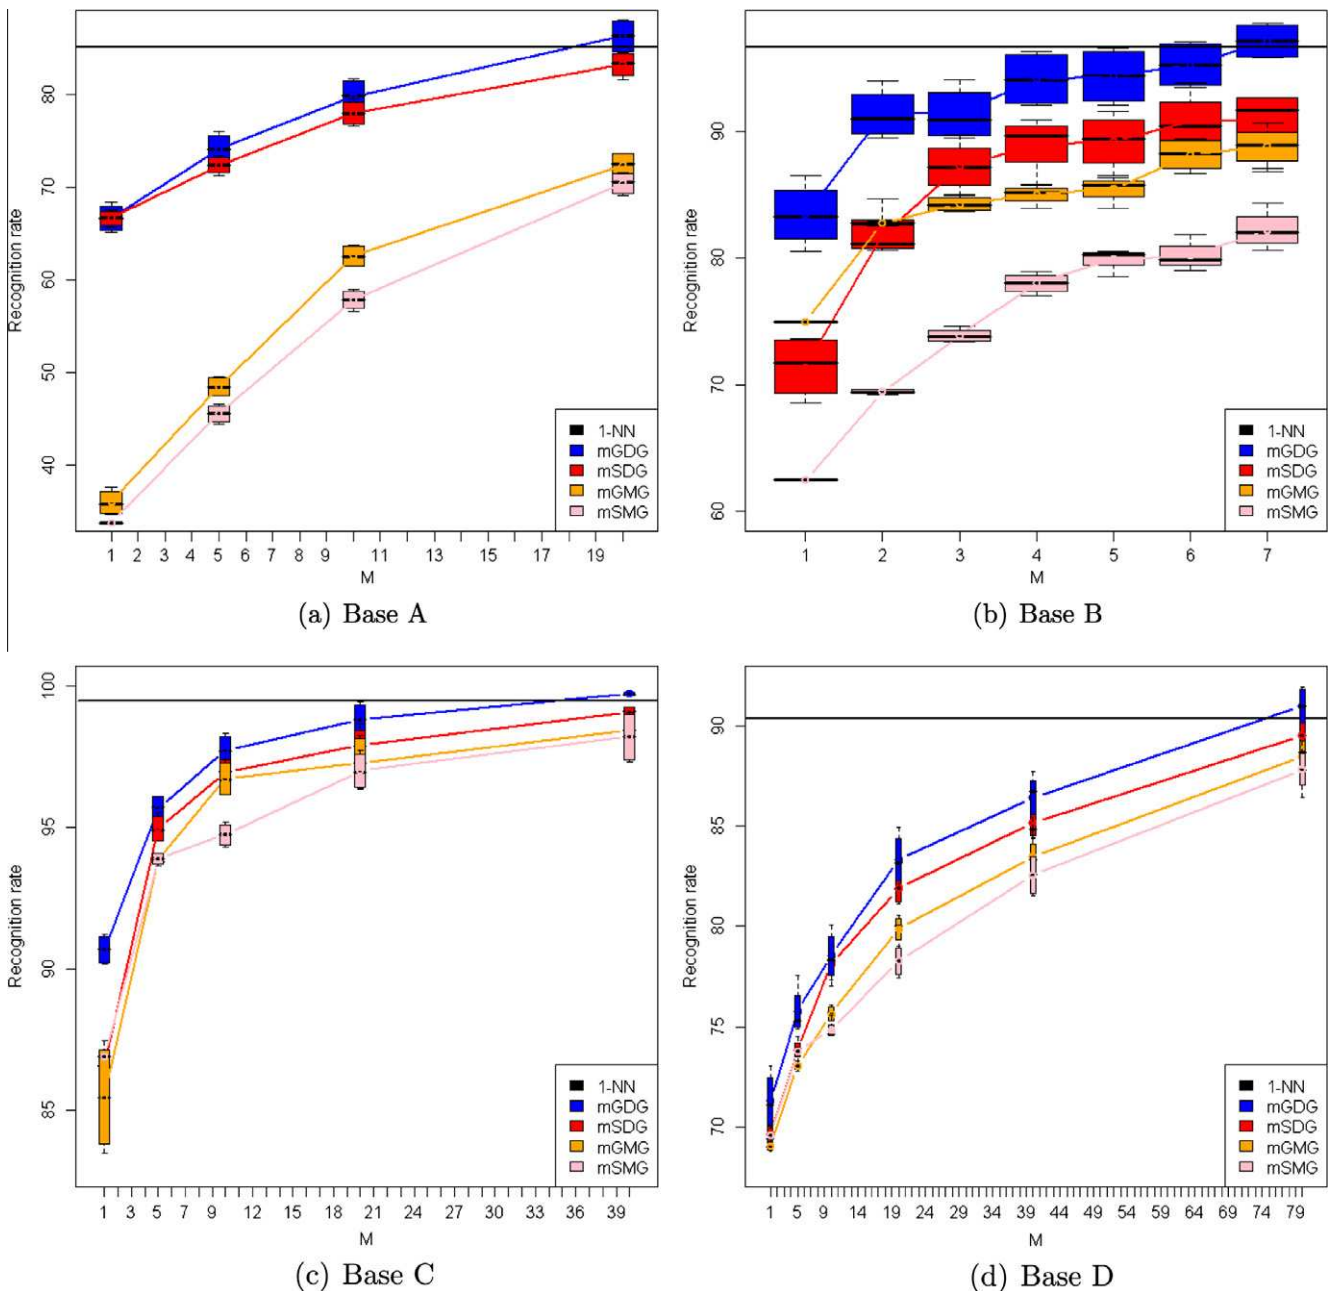 Recognition rate
80
70
60
50
40
1-NN
mGDG
mSDG
mGMG
mSMG
1 2 3 4 5 6 7 9 11 13 15 17 19
M
(a) Base A
Recognition rate
90
80
70
60
1-NN
mGDG
mSDG
mGMG
mSMG
1 2 3 4 5 6 7
M
(b) Base B
Recognition rate
100
95
90
85
1-NN
mGDG
mSDG
mGMG
mSMG
1 3 5 7 9 12 15 18 21 24 27 30 33 36 39
M
(c) Base C
Recognition rate
90
85
80
75
70
1-NN
mGDG
mSDG
mGMG
mSMG
1 5 9 14 19 24 29 34 39 44 49 54 59 64 69 74 79
(d) Base D